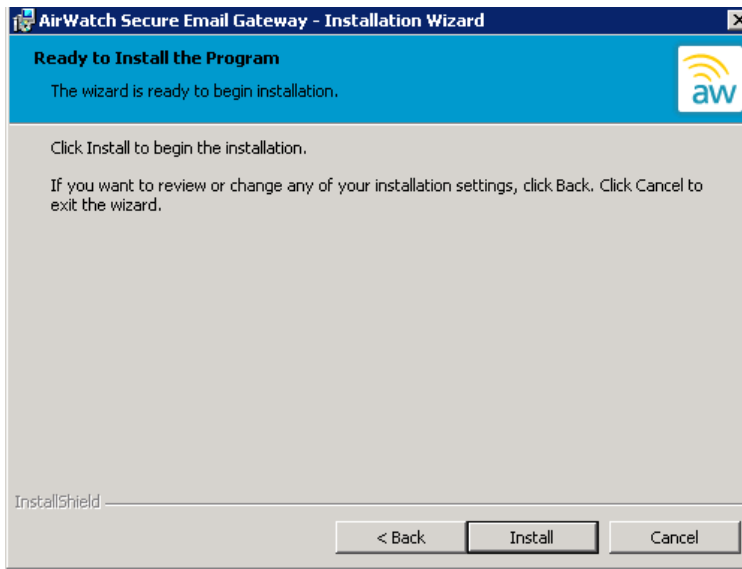 AirWatch Secure Email Gateway - Installation Wizard
Ready to Install the Program
The wizard is ready to begin installation.
aw
Click Install to begin the installation.
If you want to review or change any of your installation settings, click Back. Click Cancel to
exit the wizard.
InstallShield
< Back
Install
Cancel